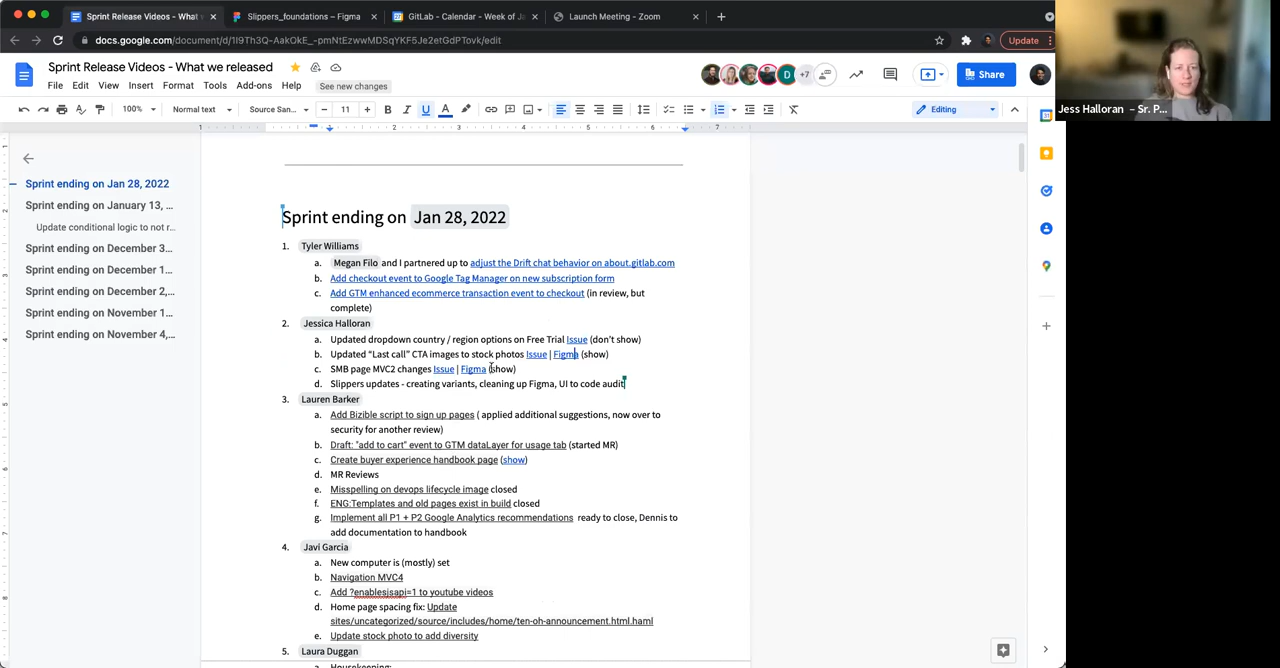 Sprint Release Videos - What w
Slippers_foundations – Figma
GitLab - Calendar - Week of Ja
Launch Meeting - Zoom
docs.google.com/document/d/
Update
Sprint Release Videos - What we released
File Edit View Insert Format Tools Add-ons Help
See new changes
+7
Share
Jess Halloran – Sr. P...
100% Normal text Source San... 11 B I U A
Editing
1 2 3 4 5 6 7
Sprint ending on Jan 28, 2022
Sprint ending on January 13, ...
Update conditional logic to not r...
Sprint ending on December 3...
Sprint ending on December 1...
Sprint ending on December 2,...
Sprint ending on November 1...
Sprint ending on November 4,...
Sprint ending on Jan 28, 2022
1. Tyler Williams
a. Megan Filo and I partnered up to adjust the Drift chat behavior on about.gitlab.com
b. Add checkout event to Google Tag Manager on new subscription form
c. Add GTM enhanced ecommerce transaction event to checkout (in review, but
complete)
2. Jessica Halloran
a. Updated dropdown country / region options on Free Trial Issue (don't show)
b. Updated “Last call” CTA images to stock photos Issue | Figma (show)
c. SMB page MVC2 changes Issue | Figma (show)
d. Slippers updates - creating variants, cleaning up Figma, UI to code audit
3. Lauren Barker
a. Add Bizible script to sign up pages ( applied additional suggestions, now over to
security for another review)
b. Draft: "add to cart" event to GTM dataLayer for usage tab (started MR)
c. Create buyer experience handbook page (show)
d. MR Reviews
e. Misspelling on devops lifecycle image closed
f. ENG:Templates and old pages exist in build closed
g. Implement all P1 + P2 Google Analytics recommendations ready to close, Dennis to
add documentation to handbook
4. Javi Garcia
a. New computer is (mostly) set
b. Navigation MVC4
c. Add ?enablejsapi=1 to youtube videos
d. Home page spacing fix: Update
sites/uncategorized/source/includes/home/ten-oh-announcement.html.haml
e. Update stock photo to add diversity
5. Laura Duggan
a. Housekeeping: